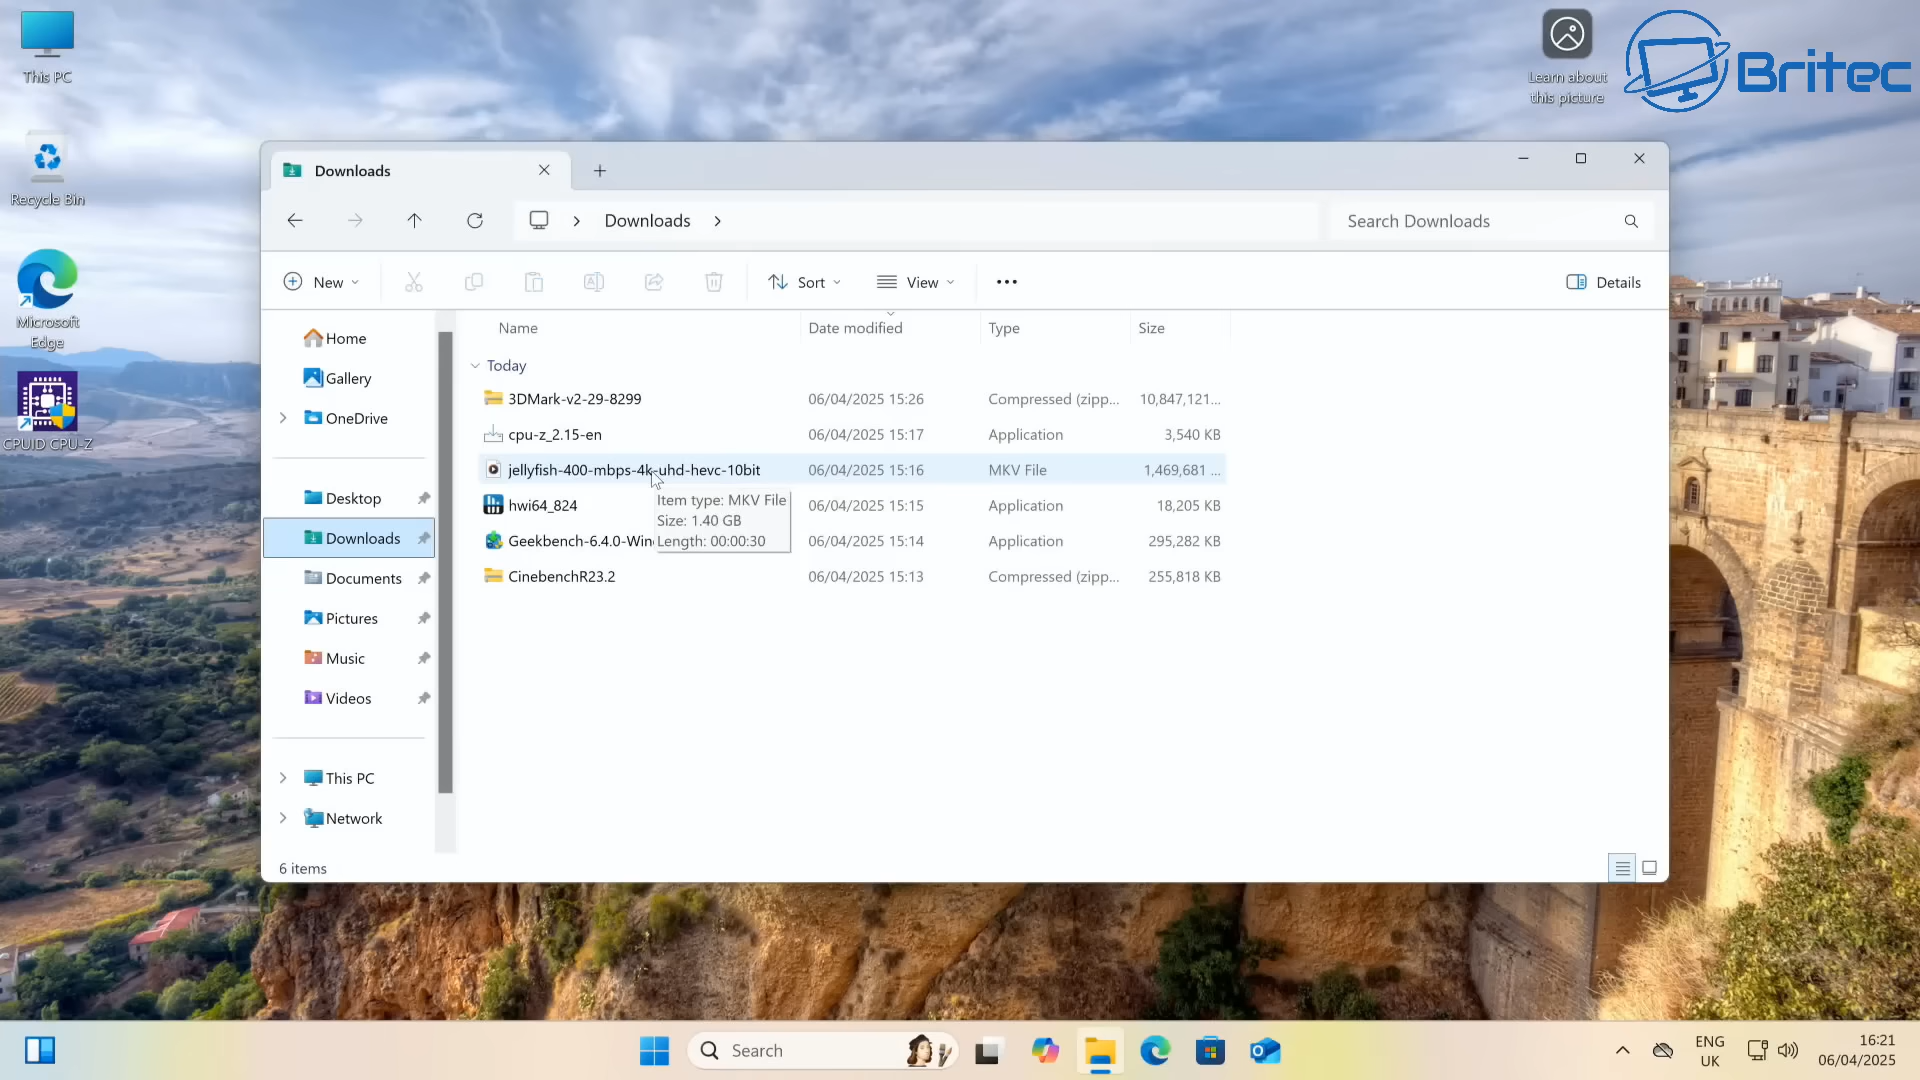 This PC
Recycle Bin
Microsoft
Edge
CPUID CPU-Z
Learn about
this picture
Britec
Downloads
Downloads
Search Downloads
New
Sort
View
Details
Home
Gallery
OneDrive
Desktop
Downloads
Documents
Pictures
Music
Videos
This PC
Network
Name Date modified Type Size
Today
3DMark-v2-29-8299 06/04/2025 15:26 Compressed (zipp... 10,847,121...
cpu-z_2.15-en 06/04/2025 15:17 Application 3,540 KB
jellyfish-400-mbps-4k-uhd-hevc-10bit 06/04/2025 15:16 MKV File 1,469,681 ...
hwi64_824 06/04/2025 15:15 Application 18,205 KB
Geekbench-6.4.0-Win 06/04/2025 15:14 Application 295,282 KB
CinebenchR23.2 06/04/2025 15:13 Compressed (zipp... 255,818 KB
Item type: MKV File
Size: 1.40 GB
Length: 00:00:30
6 items
Search
ENG
UK
16:21
06/04/2025